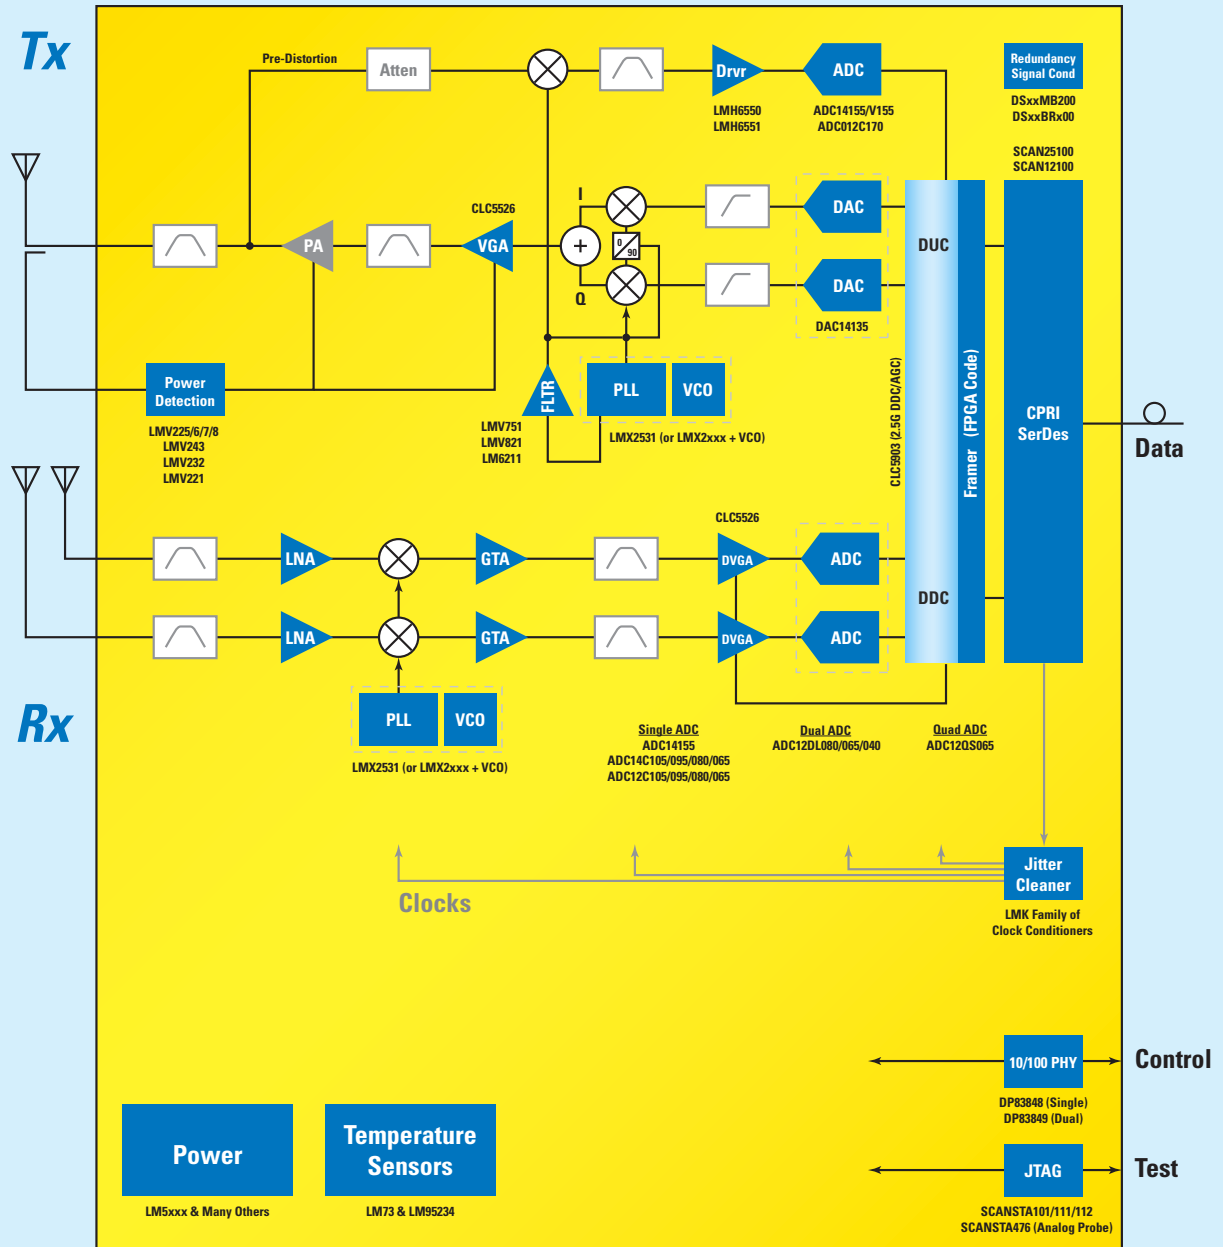 Tx
Pre-Distortion
Atten
Drvr
ADC
Redundancy
Signal Cond
LMH6550
LMH6551
ADC14155/V155
ADC012C170
DSxxMB200
DSxxBRx00
SCAN25100
SCAN12100
PA
CLC5526
VGA
I
+
0
90
Q
DAC
DAC
DAC14135
DUC
DDC
CLC5903 (2.5G DDC/AGC)
Framer (FPGA Code)
CPRI
SerDes
Data
Power
Detection
LMV225/6/7/8
LMV243
LMV232
LMV221
FLTR
LMV751
LMV821
LM6211
PLL
VCO
LMX2531 (or LMX2xxx + VCO)
CLC5526
LNA
GTA
DVGA
ADC
LNA
GTA
DVGA
ADC
Rx
PLL
VCO
LMX2531 (or LMX2xxx + VCO)
Single ADC
ADC14155
ADC14C105/095/080/065
ADC12C105/095/080/065
Dual ADC
ADC12DL080/065/040
Quad ADC
ADC12QS065
Clocks
Jitter
Cleaner
LMK Family of
Clock Conditioners
10/100 PHY
Control
DP83848 (Single)
DP83849 (Dual)
JTAG
Test
SCANSTA101/111/112
SCANSTA476 (Analog Probe)
Power
LM5xxx & Many Others
Temperature
Sensors
LM73 & LM95234